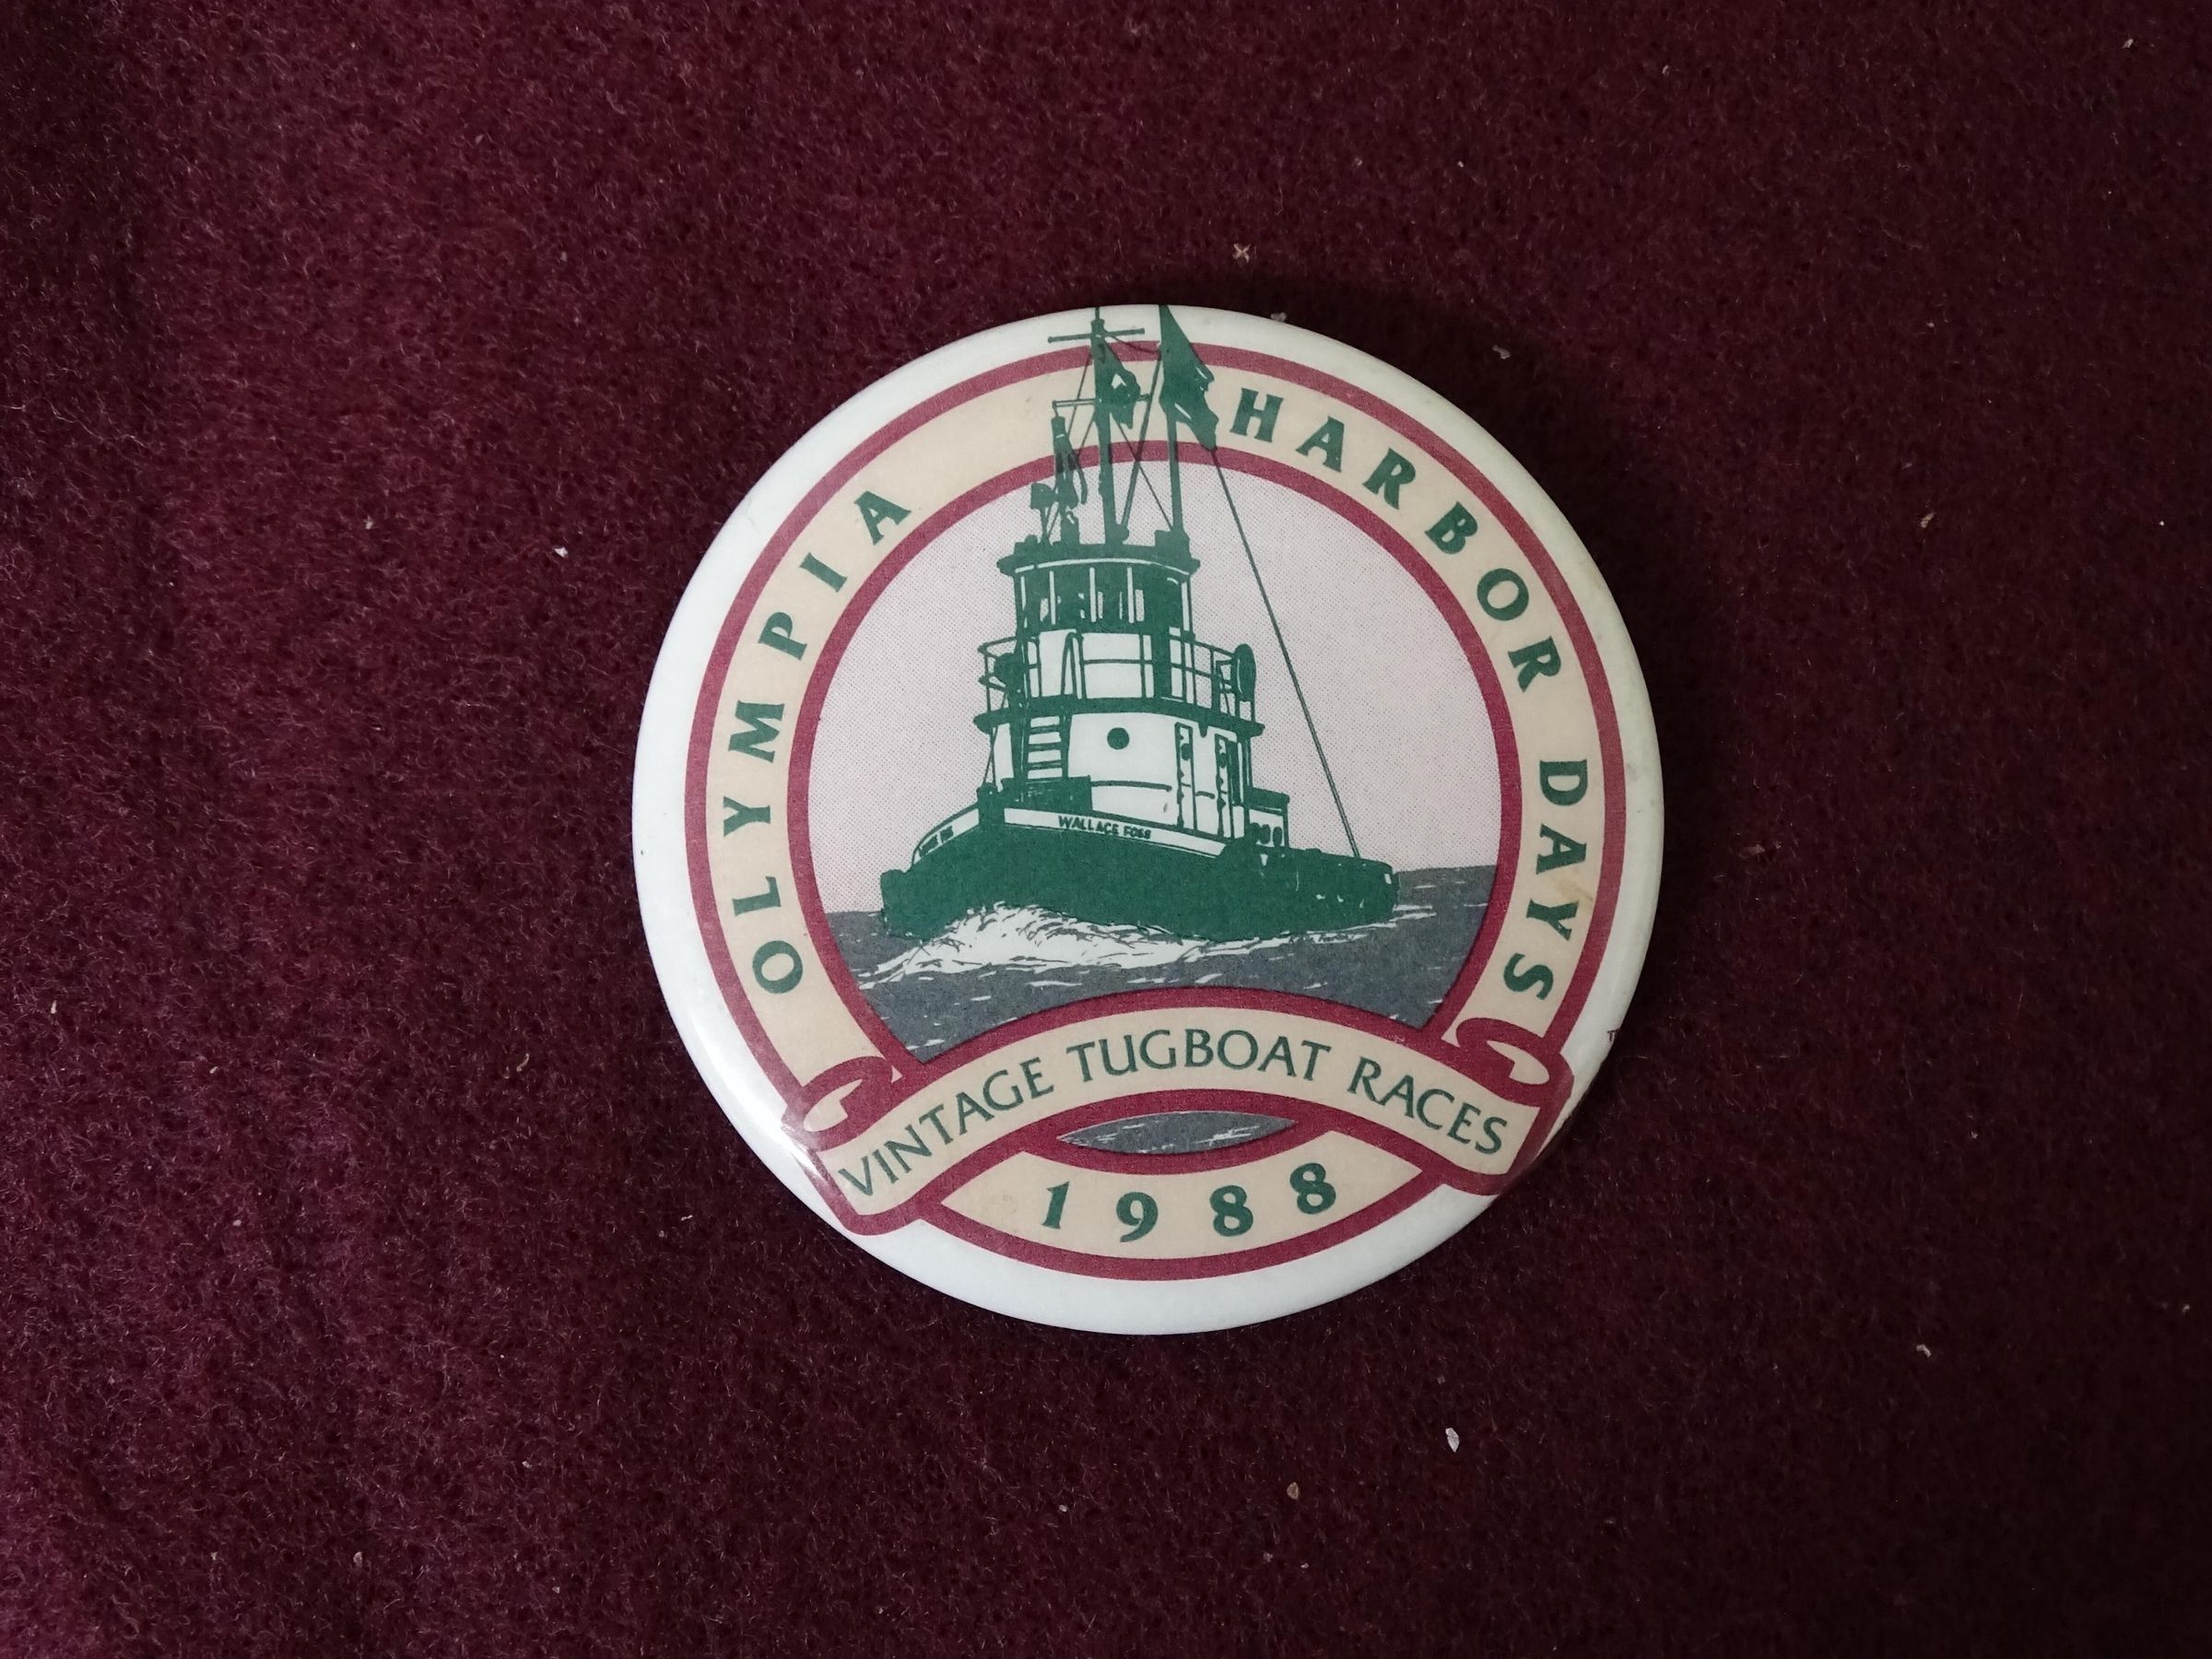 OLYMPIA HARBOR DAYS
WALLACE FOSS
VINTAGE TUGBOAT RACES
1988